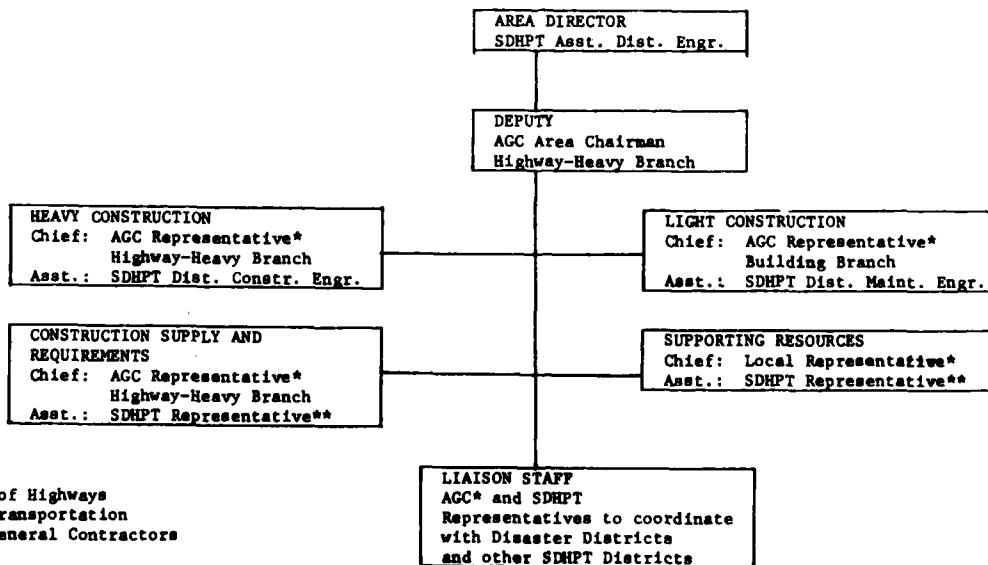 AREA DIRECTOR
SDHPT Asst. Dist. Engr.
DEPUTY
AGC Area Chairman
Highway-Heavy Branch
HEAVY CONSTRUCTION
Chief: AGC Representative*
Highway-Heavy Branch
Asst.: SDHPT Dist. Constr. Engr.
LIGHT CONSTRUCTION
Chief: AGC Representative*
Building Branch
Asst.: SDHPT Dist. Maint. Engr.
CONSTRUCTION SUPPLY AND
REQUIREMENTS
Chief: AGC Representative*
Highway-Heavy Branch
Asst.: SDHPT Representative**
SUPPORTING RESOURCES
Chief: Local Representative*
Asst.: SDHPT Representative**
LIAISON STAFF
AGC* and SDHPT
Representatives to coordinate
with Disaster Districts
and other SDHPT Districts
of Highways
ransportation
eneral Contractors